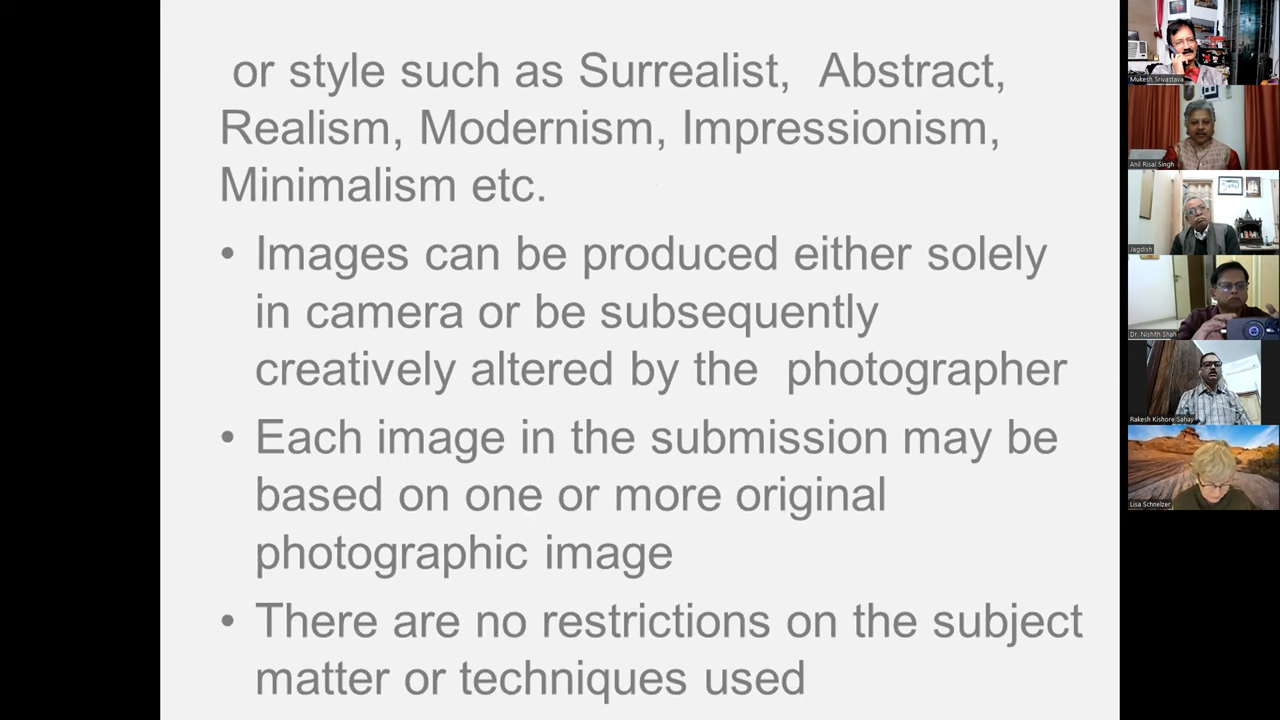 or style such as Surrealist, Abstract,
Realism, Modernism, Impressionism,
Minimalism etc.
• Images can be produced either solely
in camera or be subsequently
creatively altered by the photographer
• Each image in the submission may be
based on one or more original
photographic image
• There are no restrictions on the subject
matter or techniques used
Mukesh Srivastava
Anil Risal Singh
Jagdish
Dr. Nishith Shah
Rakesh Kishore Sahay
Lisa Schnelzer